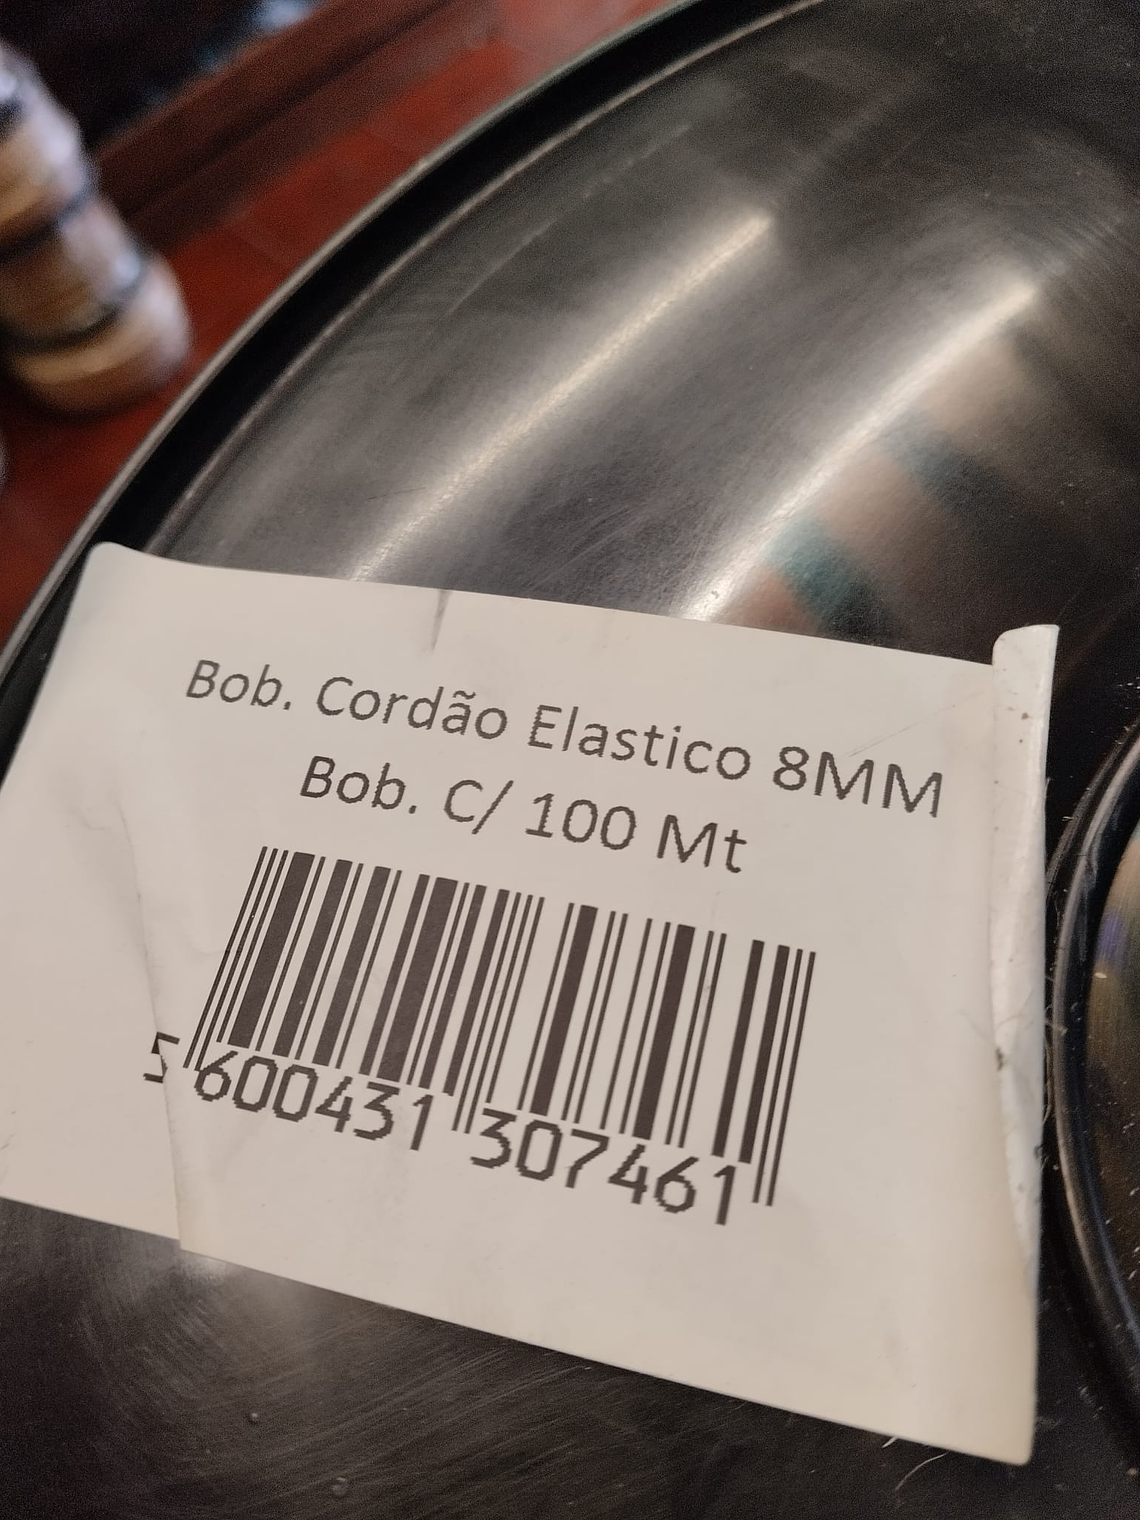 Bob. Cordão Elastico 8MM
Bob. C/ 100 Mt
5 600431 307461